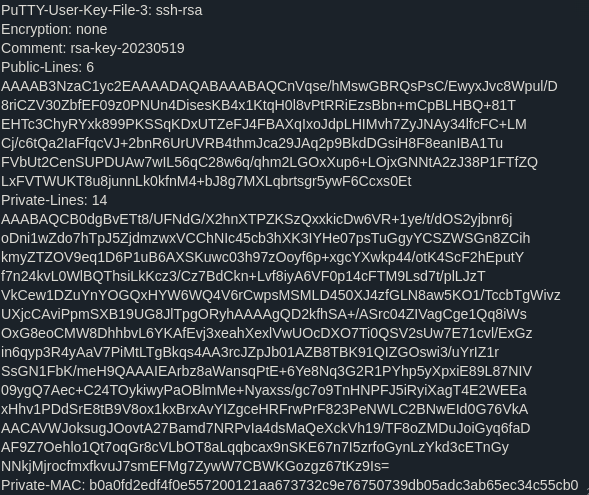 PuTTY-User-Key-File-3: ssh-rsa
Encryption: none
Comment: rsa-key-20230519
Public-Lines: 6
AAAAB3NzaC1yc2EAAAADAQABAAABAQCnVqse/hMswGBRQsPsC/EwyxJvc8Wpul/D
8riCZV30ZbfEF09z0PNUn4DisesKB4x1KtqH0l8vPtRRiEzsBbn+mCpBLHBQ+81T
EHTc3ChyRYxk899PKSSqKDxUTZeFJ4FBAXqIxoJdpLHIMvh7ZyJNAy34lfcFC+LM
Cj/c6tQa2IaFfqcVJ+2bnR6UrUVRB4thmJca29JAq2p9BkdDGsiH8F8eanIBA1Tu
FVbUt2CenSUPDUAw7wIL56qC28w6q/qhm2LGOxXup6+LOjxGNNtA2zJ38P1FTfZQ
LxFVTWUKT8u8junnLk0kfnM4+bJ8g7MXLqbrtsgr5ywF6Ccxs0Et
Private-Lines: 14
AAABAQCB0dgBvETt8/UFNdG/X2hnXTPZKSzQxxkicDw6VR+1ye/t/dOS2yjbnr6j
oDni1wZdo7hTpJ5ZjdmzwxVCChNIc45cb3hXK3IYHe07psTuGgyYCSZWSGn8ZCih
kmyZTZOV9eq1D6P1uB6AXSKuwc03h97zOoyf6p+xgcYXwkp44/otK4ScF2hEputY
f7n24kvL0WlBQThsiLkKcz3/Cz7BdCkn+Lvf8iyA6VF0p14cFTM9Lsd7t/plLJzT
VkCew1DZuYnYOGQxHYW6WQ4V6rCwpsMSMLD450XJ4zfGLN8aw5KO1/TccbTgWivz
UXjcCAviPpmSXB19UG8JlTpgORyhAAAAgQD2kfhSA+/ASrc04ZIVagCge1Qq8iWs
OxG8eoCMW8DhhbvL6YKAfEvj3xeahXexlVwUOcDXO7Ti0QSV2sUw7E71cvl/ExGz
in6qyp3R4yAaV7PiMtLTgBkqs4AA3rcJZpJb01AZB8TBK91QIZGOswi3/uYrIZ1r
SsGN1FbK/meH9QAAAIEArbz8aWansqPtE+6Ye8Nq3G2R1PYhp5yXpxiE89L87NIV
09ygQ7Aec+C24TOykiwyPaOBlmMe+Nyaxss/gc7o9TnHNPFJ5iRyiXagT4E2WEEa
xHhv1PDdSrE8tB9V8ox1kxBrxAvYIZgceHRFrwPrF823PeNWLC2BNwEId0G76VkA
AACAVWJoksugJOovtA27Bamd7NRPvIa4dsMaQeXckVh19/TF8oZMDuJoiGyq6faD
AF9Z7Oehlo1Qt7oqGr8cVLbOT8aLqqbcax9nSKE67n7I5zrfoGynLzYkd3cETnGy
NNkjMjrocfmxfkvuJ7smEFMg7ZywW7CBWKGozgz67tKz9Is=
Private-MAC: b0a0fd2edf4f0e557200121aa673732c9e76750739db05adc3ab65ec34c55cb0